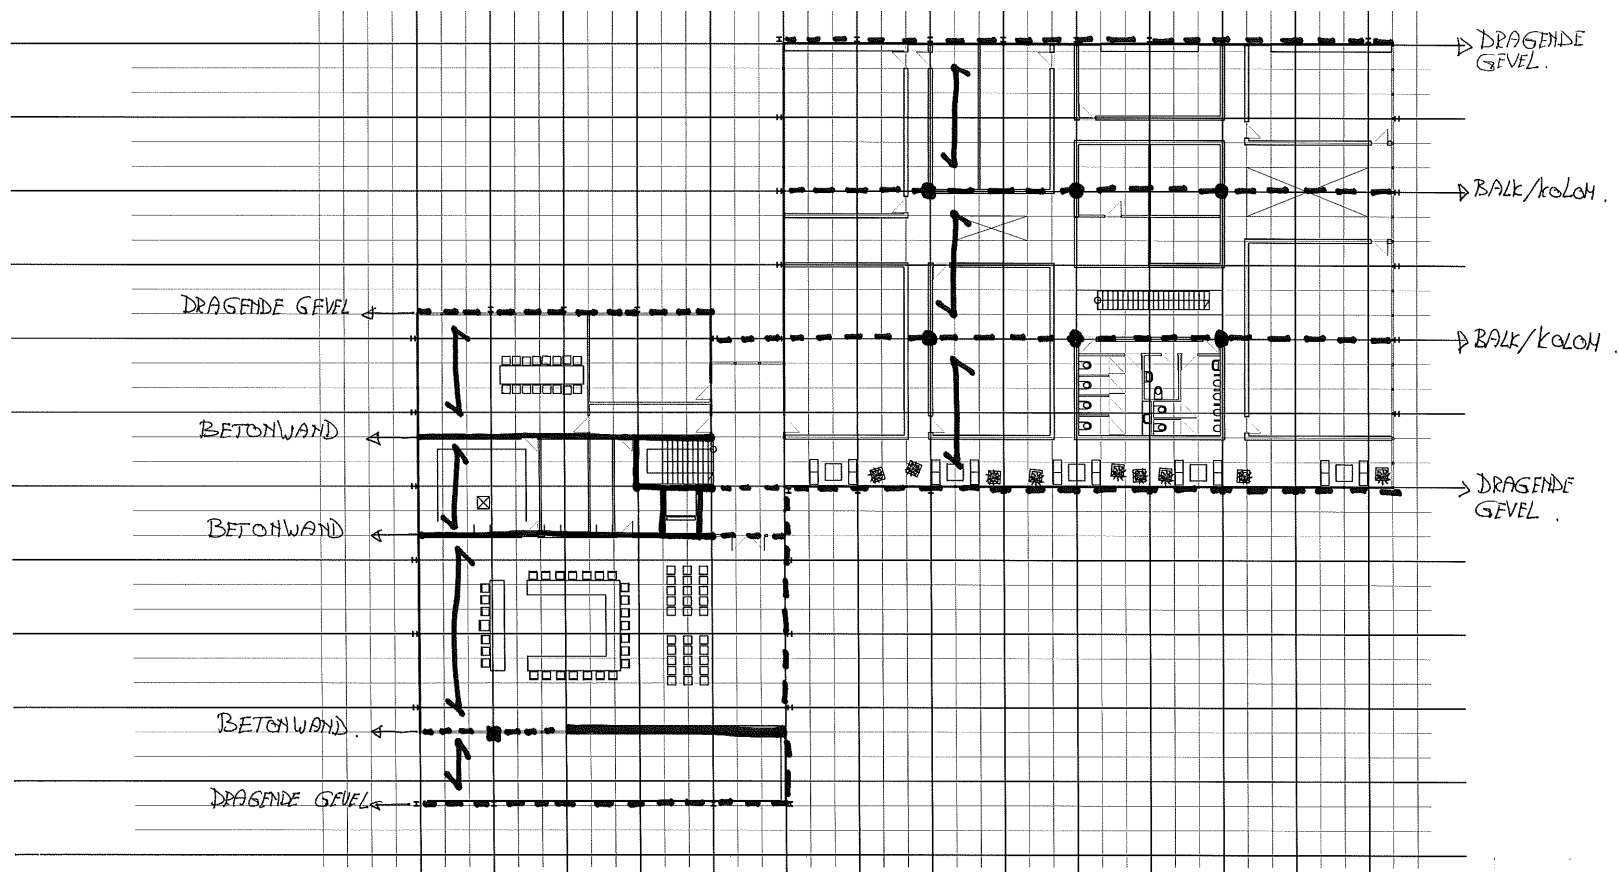 DRAGENDE
GEVEL.
BALK/KOLOM.
DRAGENDE GEVEL
BALK/KOLOM.
BETONWAND
DRAGENDE
GEVEL.
BETONWAND
BETONWAND.
DRAGENDE GEVEL